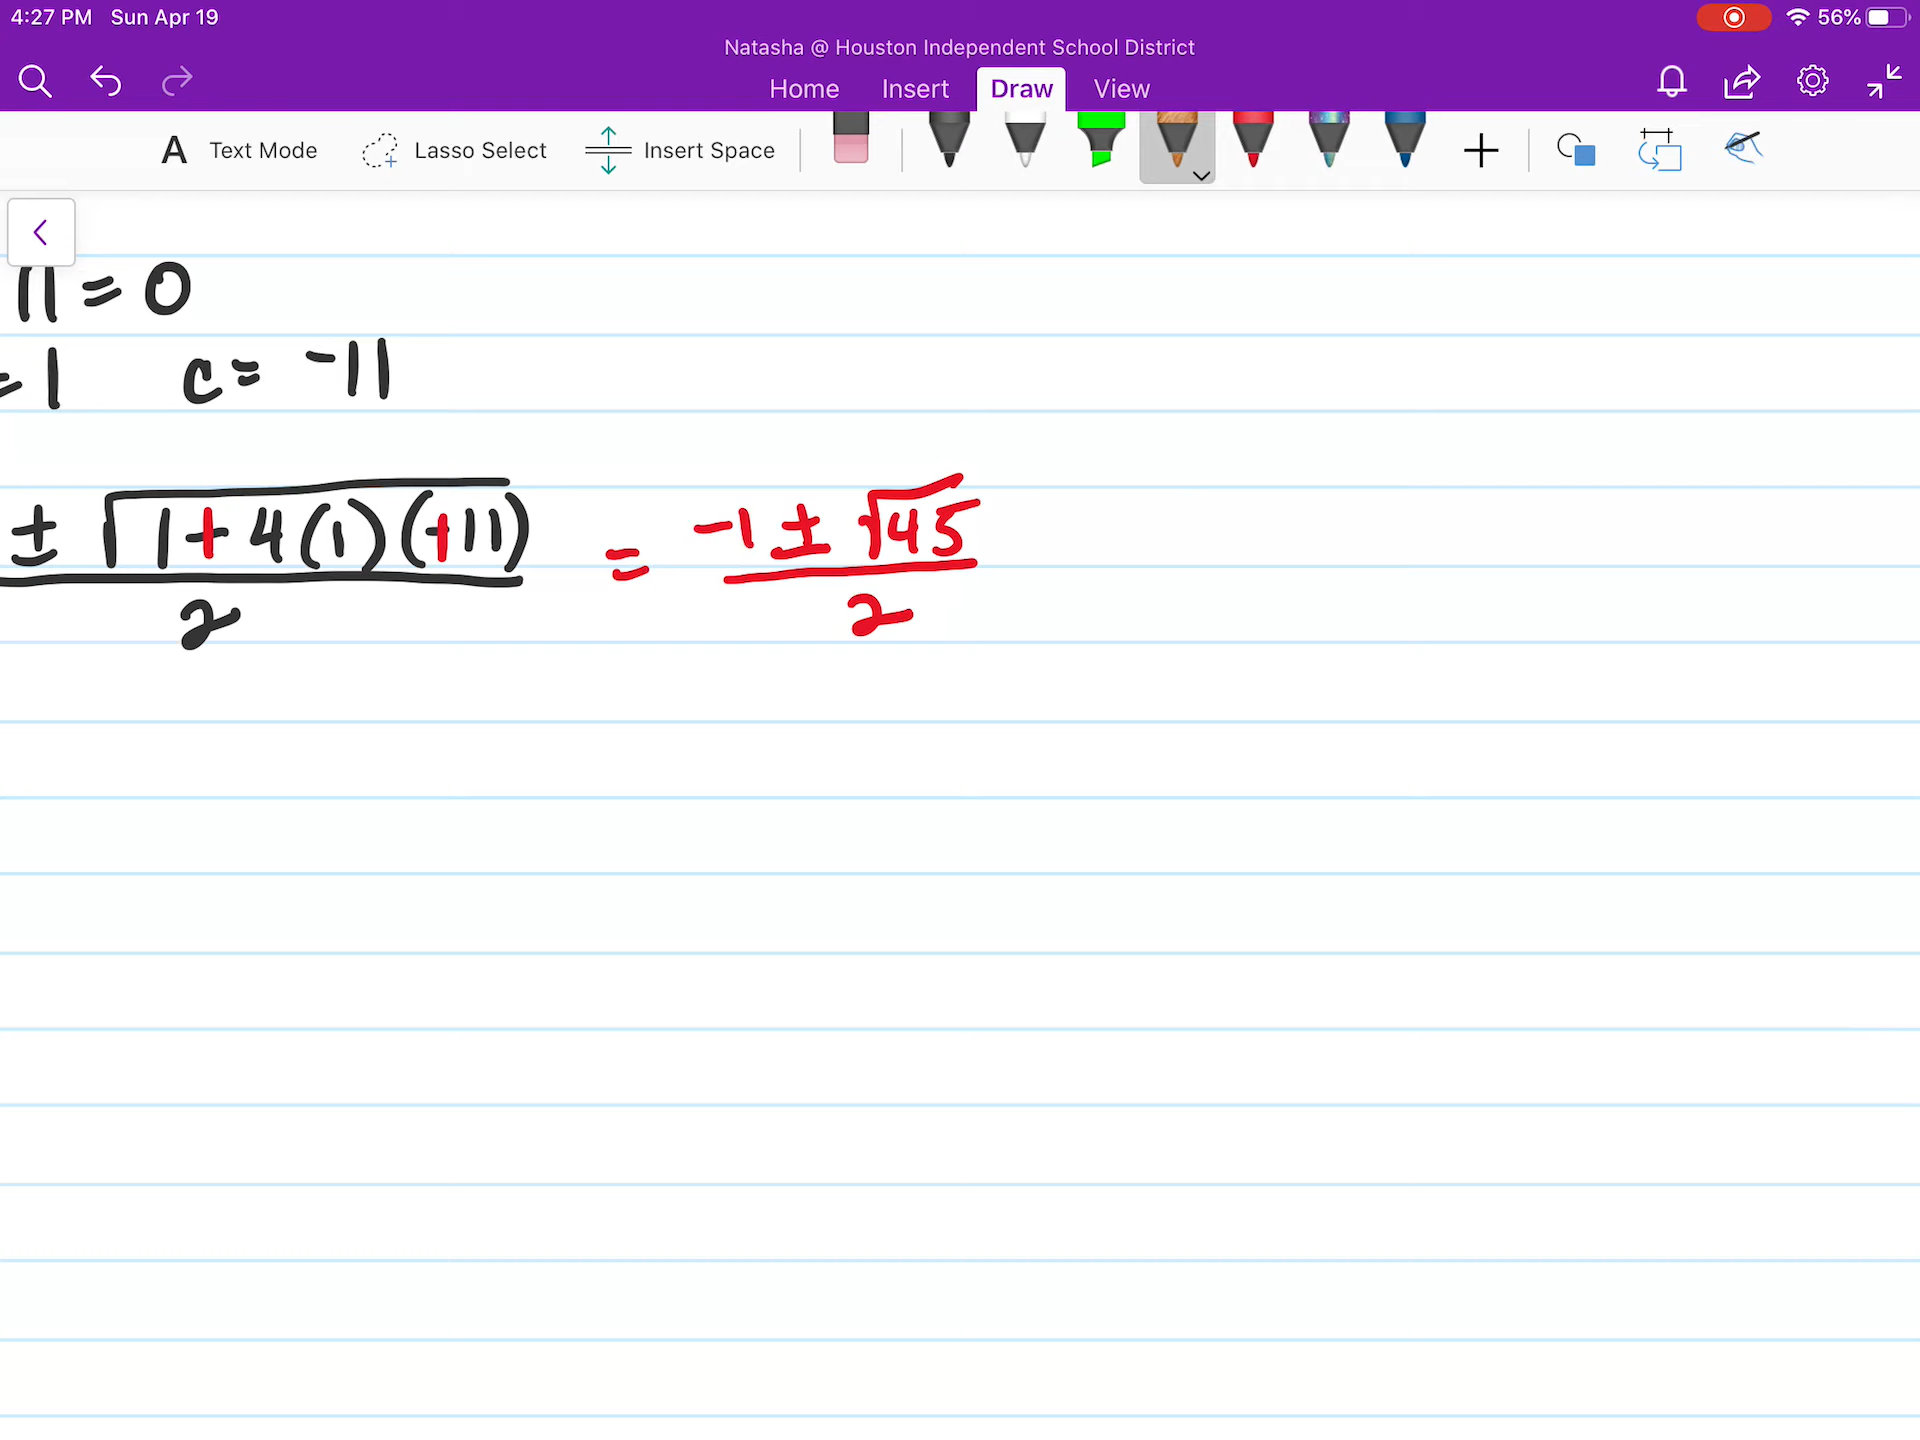 4:27 PM Sun Apr 19 56%
Natasha @ Houston Independent School District
Home Insert Draw View
A Text Mode Lasso Select Insert Space
11 = 0
= 1 c = -11
± √1 + 4 (1) (+11) = -1 ± √45
2 2